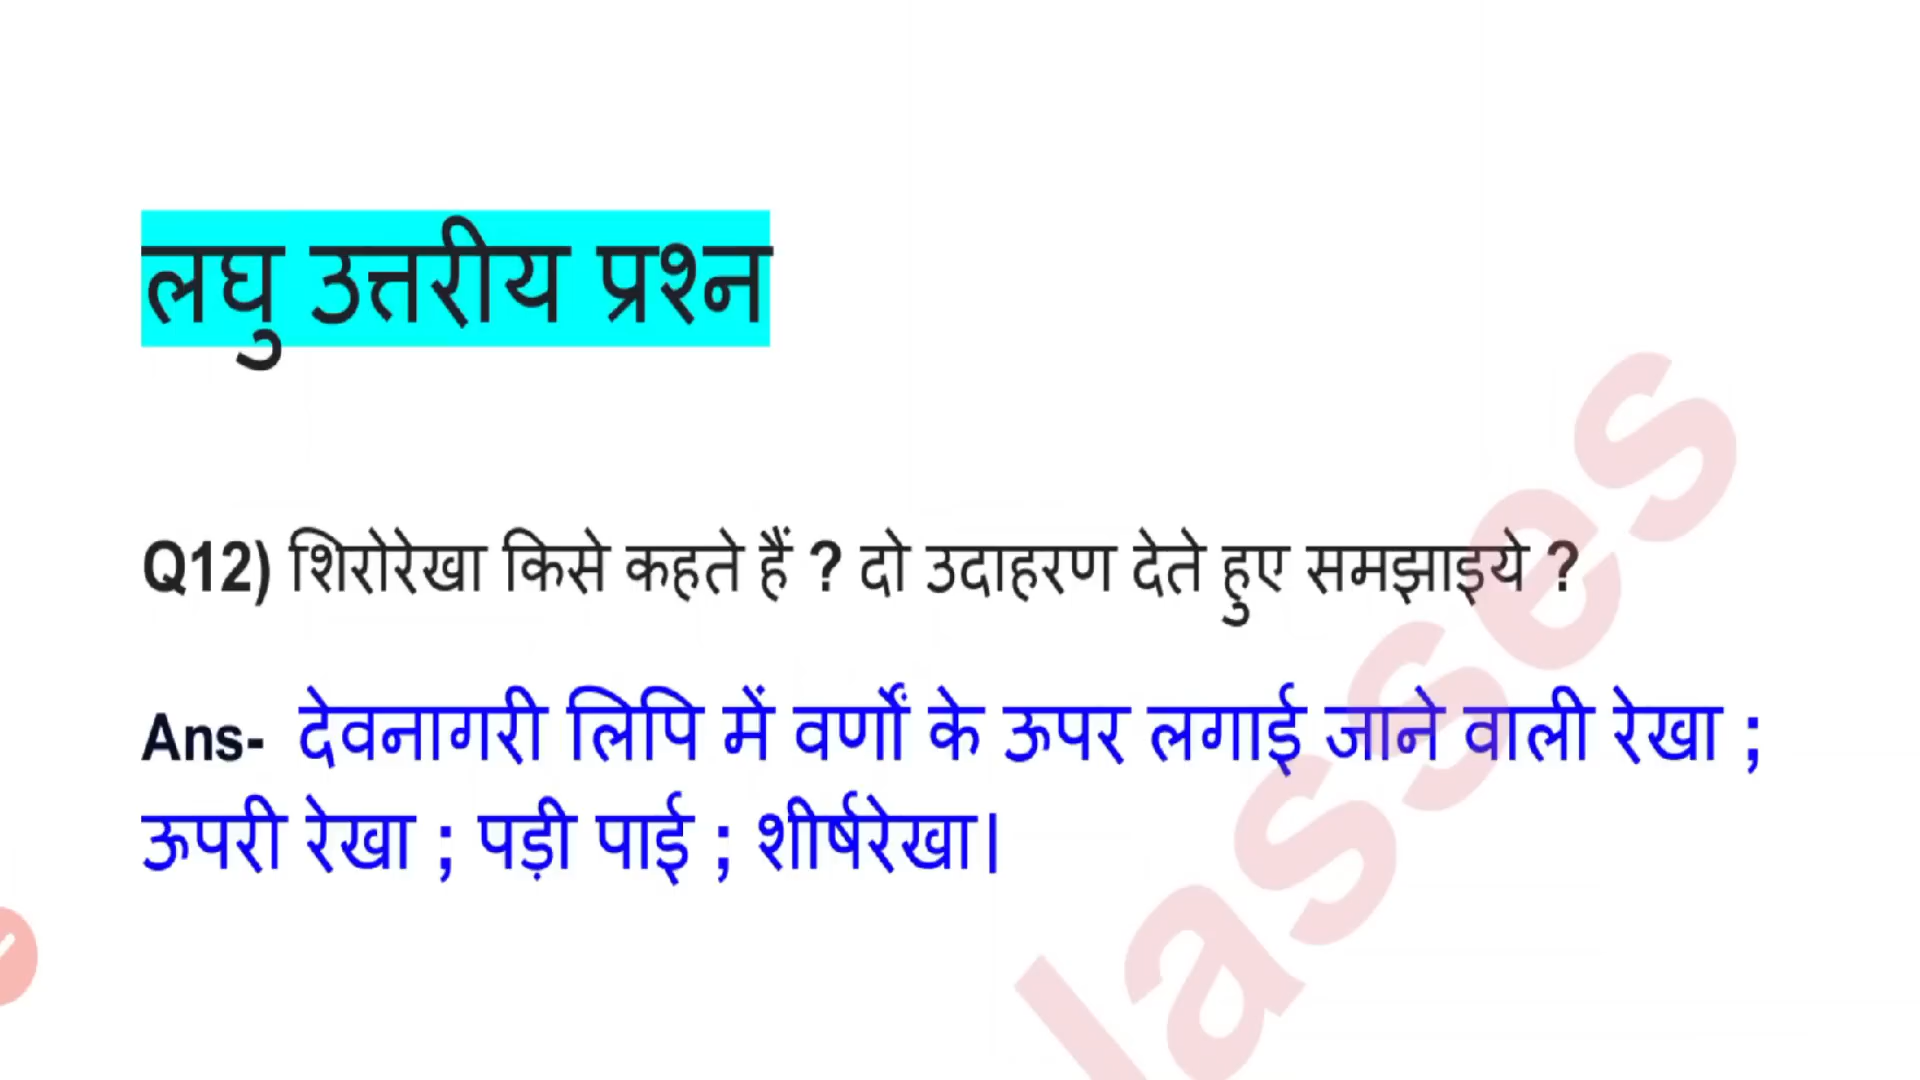 लघु उत्तरीय प्रश्न
Q12) शिरोरेखा किसे कहते हैं ? दो उदाहरण देते हुए समझाइये ?
Ans- देवनागरी लिपि में वर्णों के ऊपर लगाई जाने वाली रेखा ;
ऊपरी रेखा ; पड़ी पाई ; शीर्षरेखा।
lasses